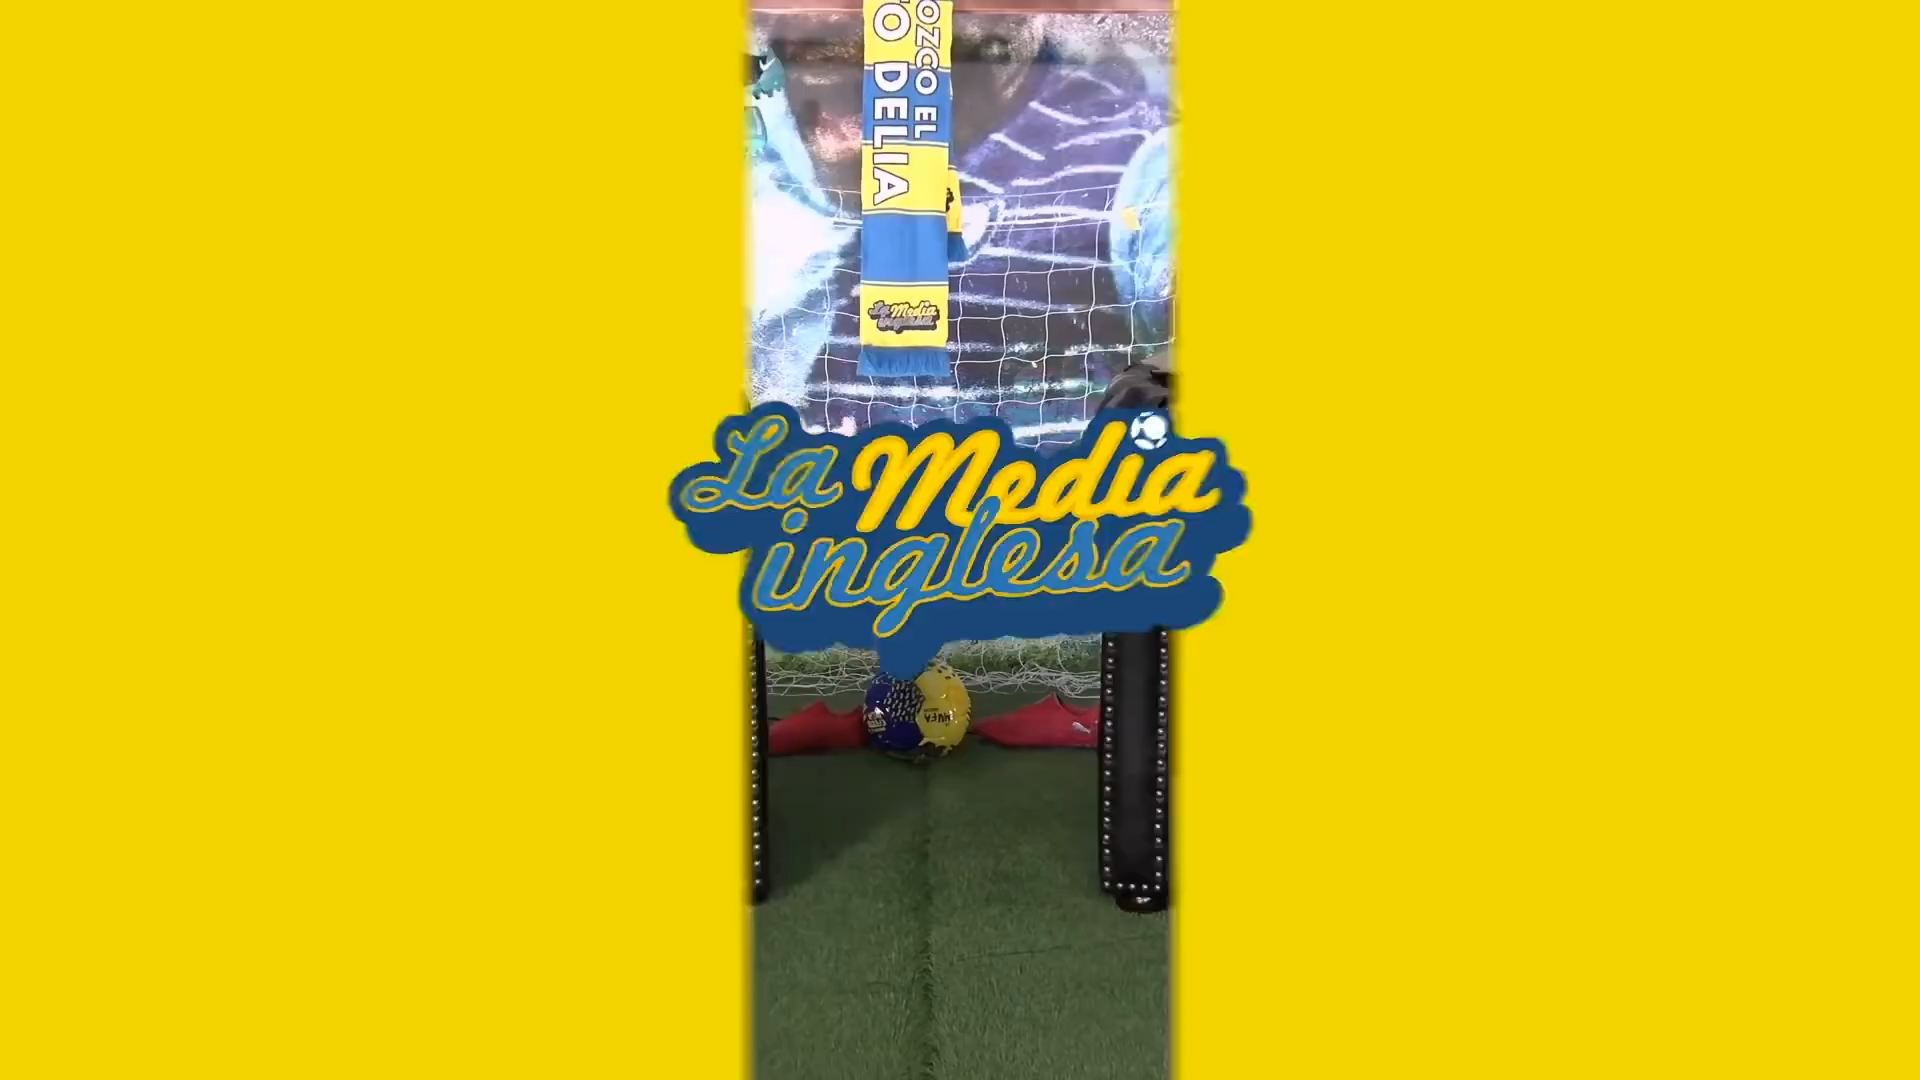 OZCO EL
O DELIA
La Media
inglesa
La Media
inglesa